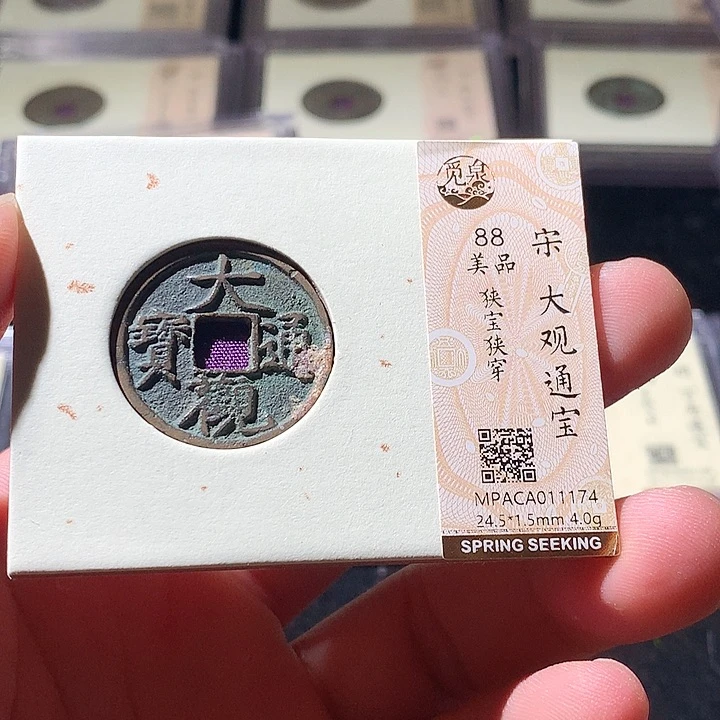 大觀通寶
觅泉
88
美品
狭宝狭穿
宋 大观通宝
MPACA011174
24.5*1.5mm 4.0g
SPRING SEEKING